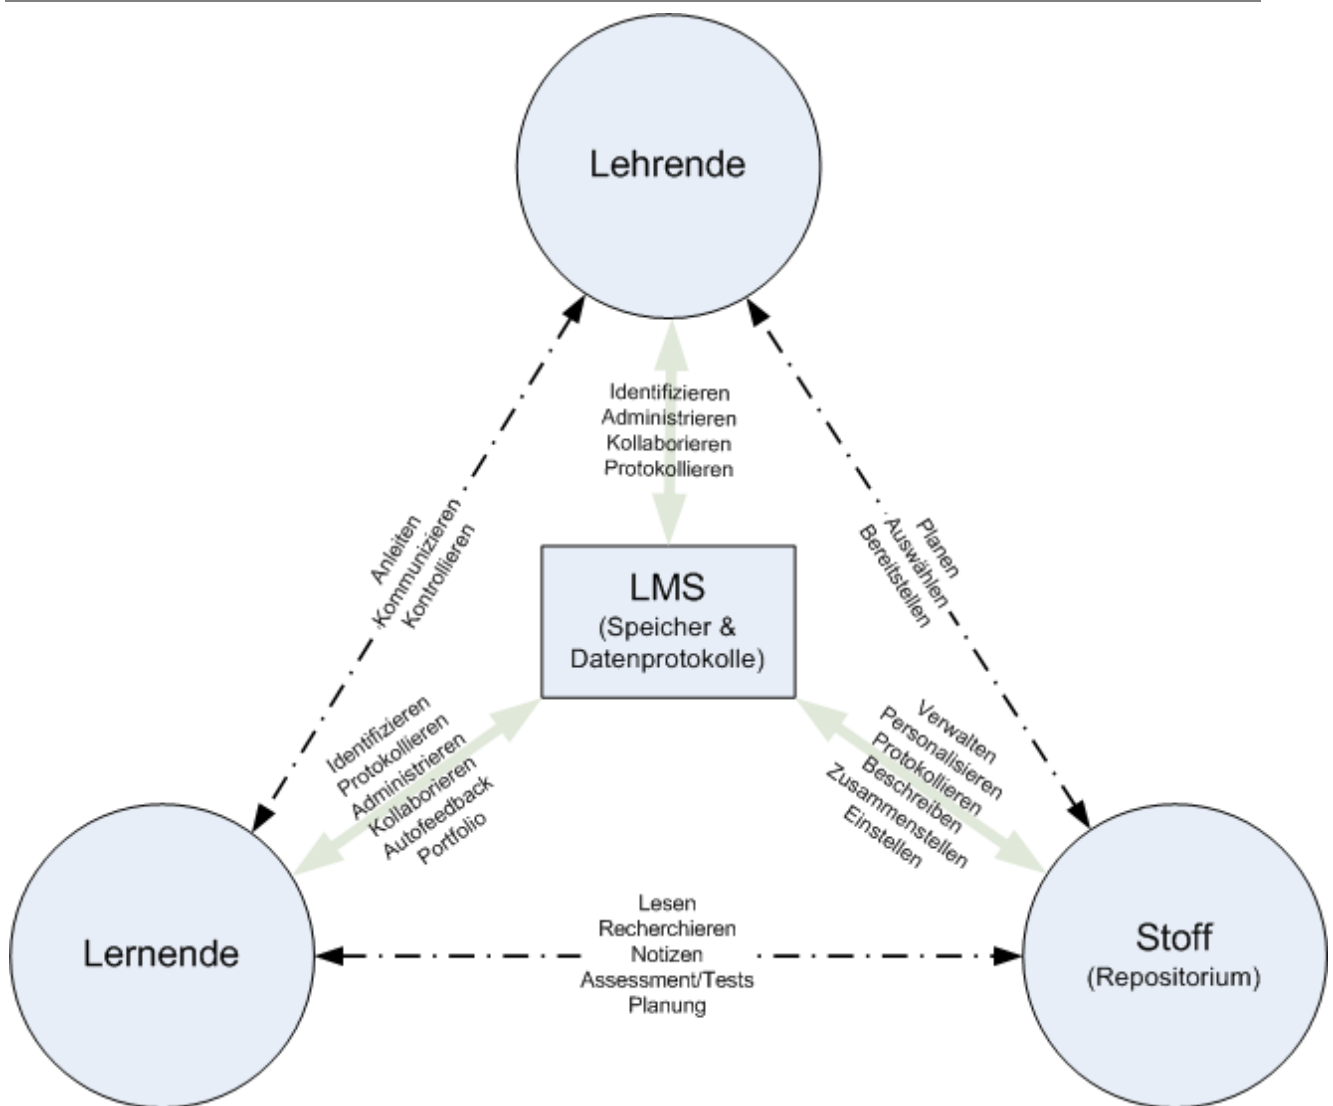 Lehrende
Identifizieren
Administrieren
Kollaborieren
Protokollieren
Anleiten
Kommunizieren
Kontrollieren
Planen
Auswählen
Bereitstellen
LMS
(Speicher &
Datenprotokolle)
Identifizieren
Protokollieren
Administrieren
Kollaborieren
Autofeedback
Portfolio
Verwalten
Personalisieren
Protokollieren
Beschreiben
Zusammenstellen
Einstellen
Lernende
Lesen
Recherchieren
Notizen
Assessment/Tests
Planung
Stoff
(Repositorium)